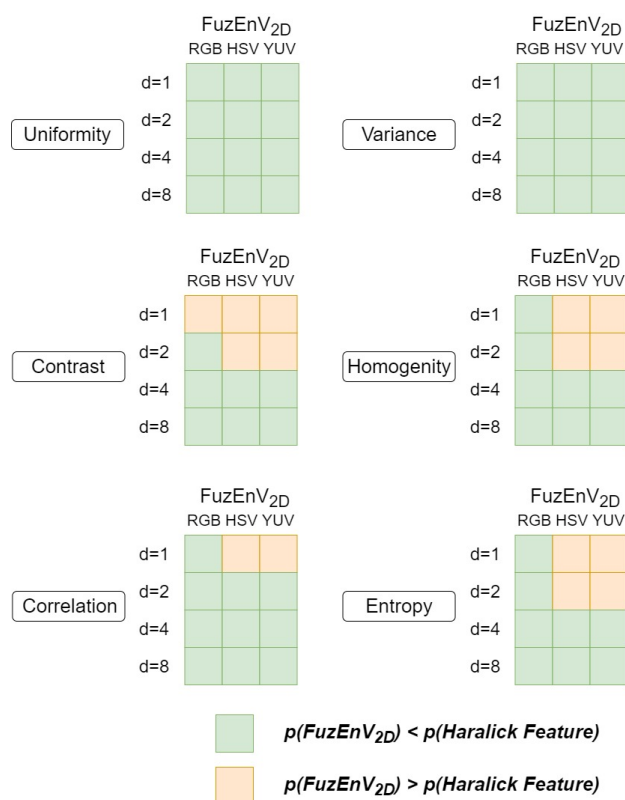 FuzEnV2D
RGB HSV YUV
d=1
d=2
Uniformity
d=4
d=8
FuzEnV2D
RGB HSV YUV
d=1
d=2
Variance
d=4
d=8
FuzEnV2D
RGB HSV YUV
d=1
d=2
Contrast
d=4
d=8
FuzEnV2D
RGB HSV YUV
d=1
d=2
Homogenity
d=4
d=8
FuzEnV2D
RGB HSV YUV
d=1
d=2
Correlation
d=4
d=8
FuzEnV2D
RGB HSV YUV
d=1
d=2
Entropy
d=4
d=8
p(FuzEnV2D) < p(Haralick Feature)
p(FuzEnV2D) > p(Haralick Feature)